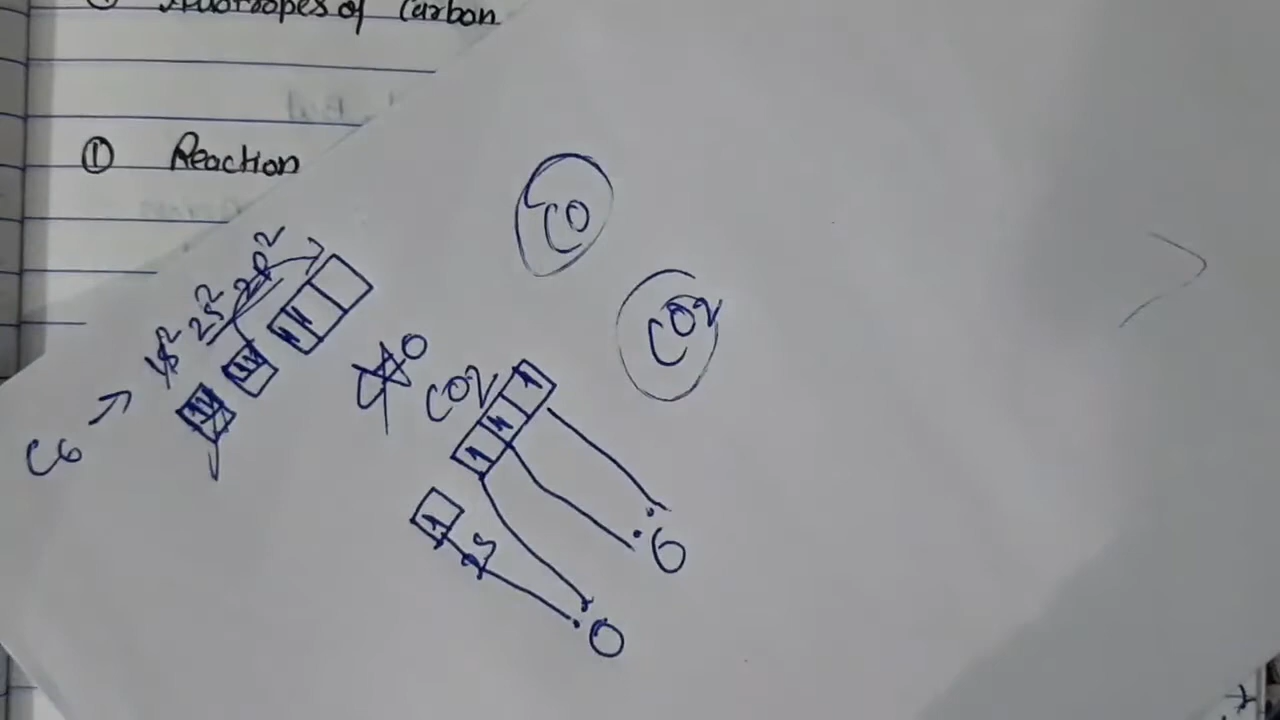 Allotropes of Carbon
① Reaction
CO
CO2
C6 → 1s² 2s² 2p²
O
CO2
2s
O
O